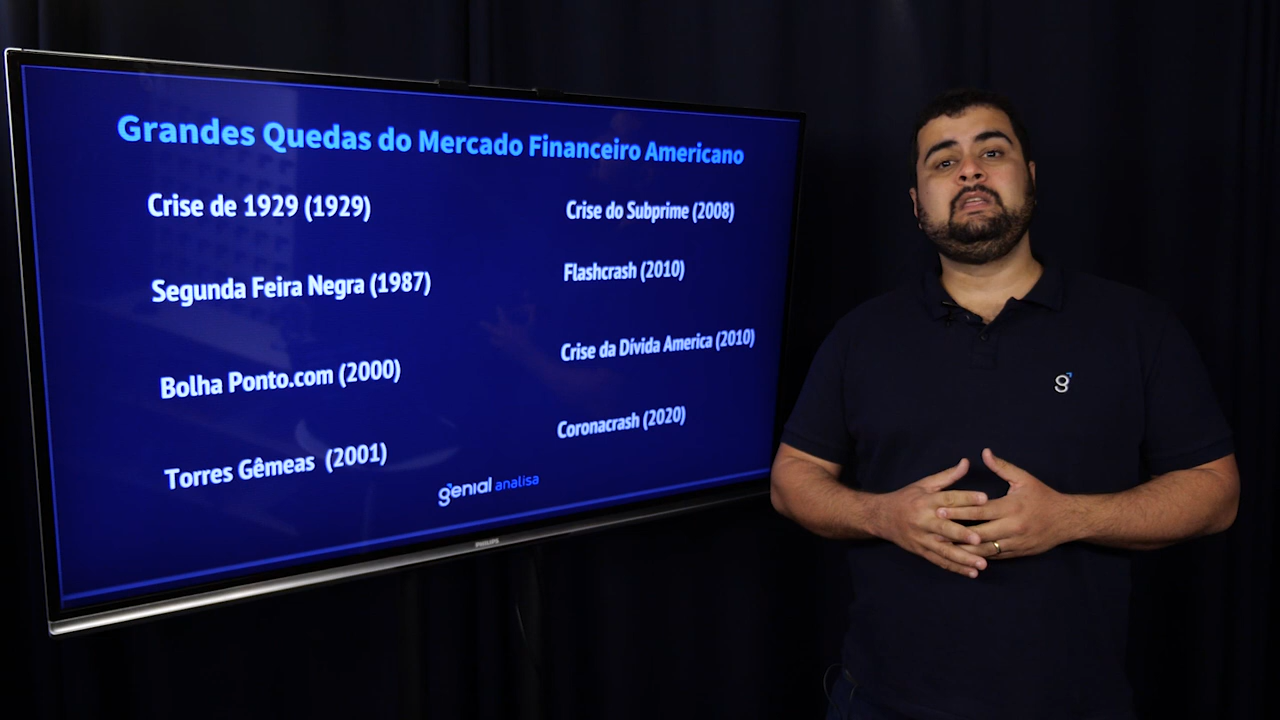 Grandes Quedas do Mercado Financeiro Americano
Crise de 1929 (1929)
Segunda Feira Negra (1987)
Bolha Ponto.com (2000)
Torres Gêmeas (2001)
Crise do Subprime (2008)
Flashcrash (2010)
Crise da Dívida America (2010)
Coronacrash (2020)
genial analisa
PHILIPS
g